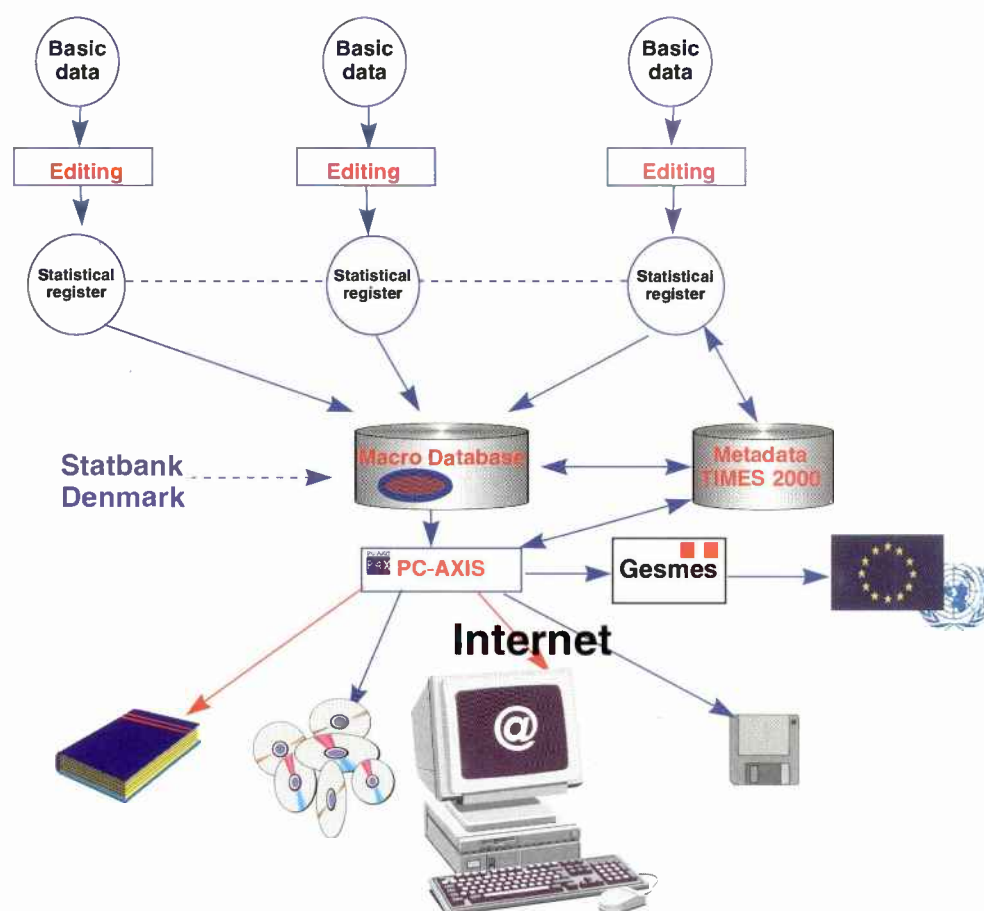 Basic
data
Basic
data
Basic
data
Editing
Editing
Editing
Statistical
register
Statistical
register
Statistical
register
Macro Database
Metadata
TIMES 2000
Statbank
Denmark
PC-AXIS
Gesmes
Internet
@